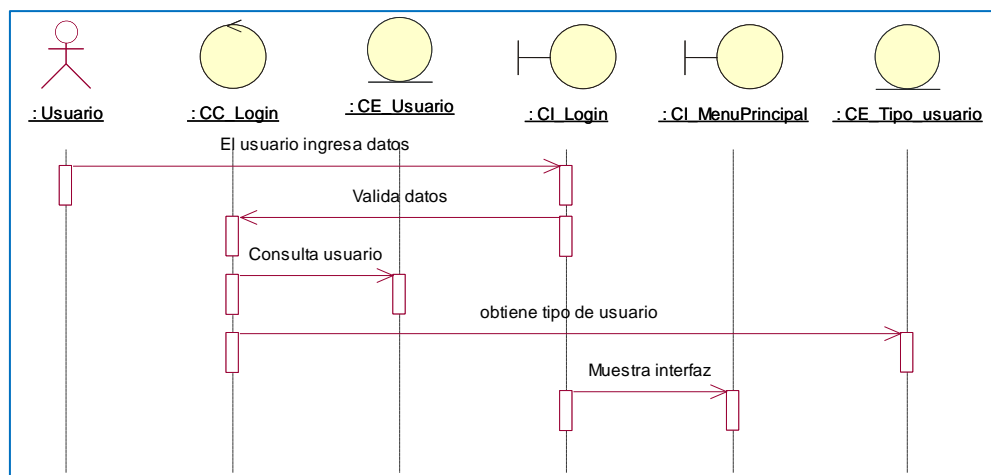 : Usuario
: CC_Login
: CE_Usuario
: CI_Login
: CI_MenuPrincipal
: CE_Tipo_usuario
El usuario ingresa datos
Valida datos
Consulta usuario
obtiene tipo de usuario
Muestra interfaz